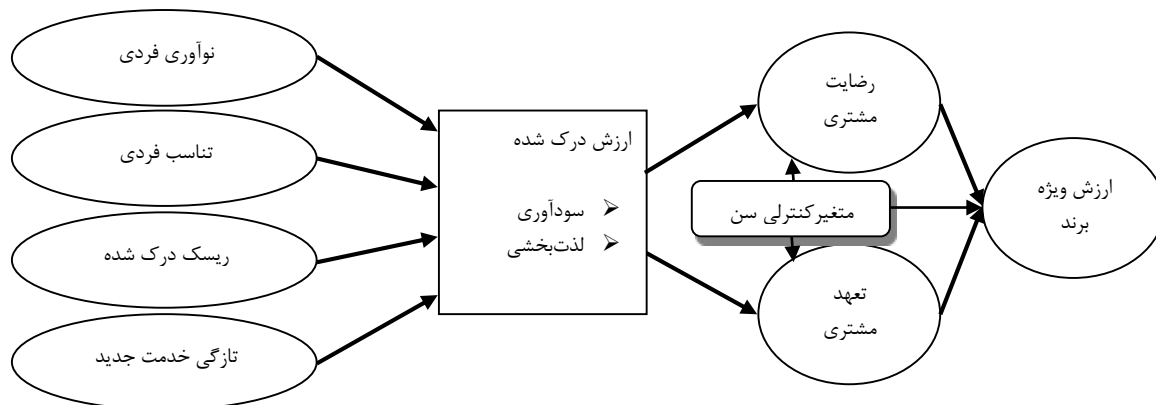 نوآوری فردی
تناسب فردی
ریسک درک شده
تازگی خدمت جدید
ارزش درک شده
سودآوری
لذت‌بخشی
رضایت
مشتری
متغیرکنترلی سن
تعهد
مشتری
ارزش ویژه
برند